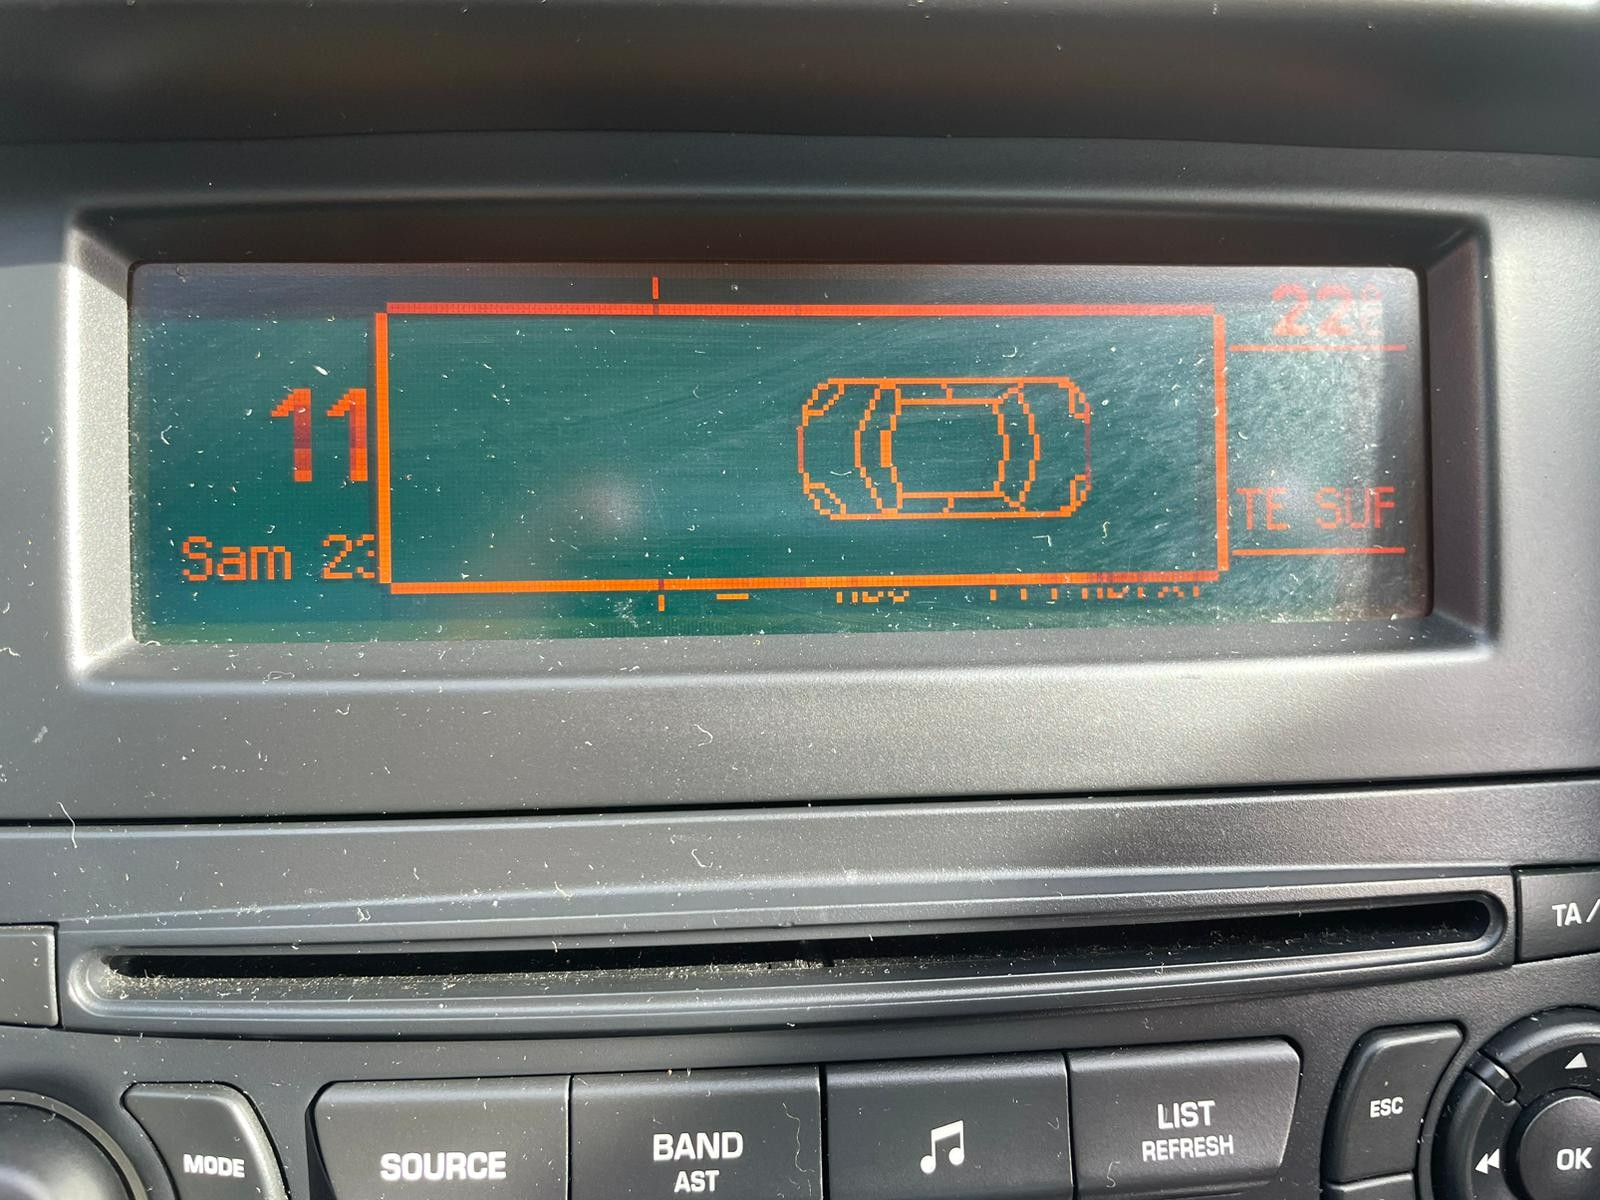 22
11
TE SUF
Sam 23
TA/
MODE
SOURCE
BAND
AST
LIST
REFRESH
ESC
OK